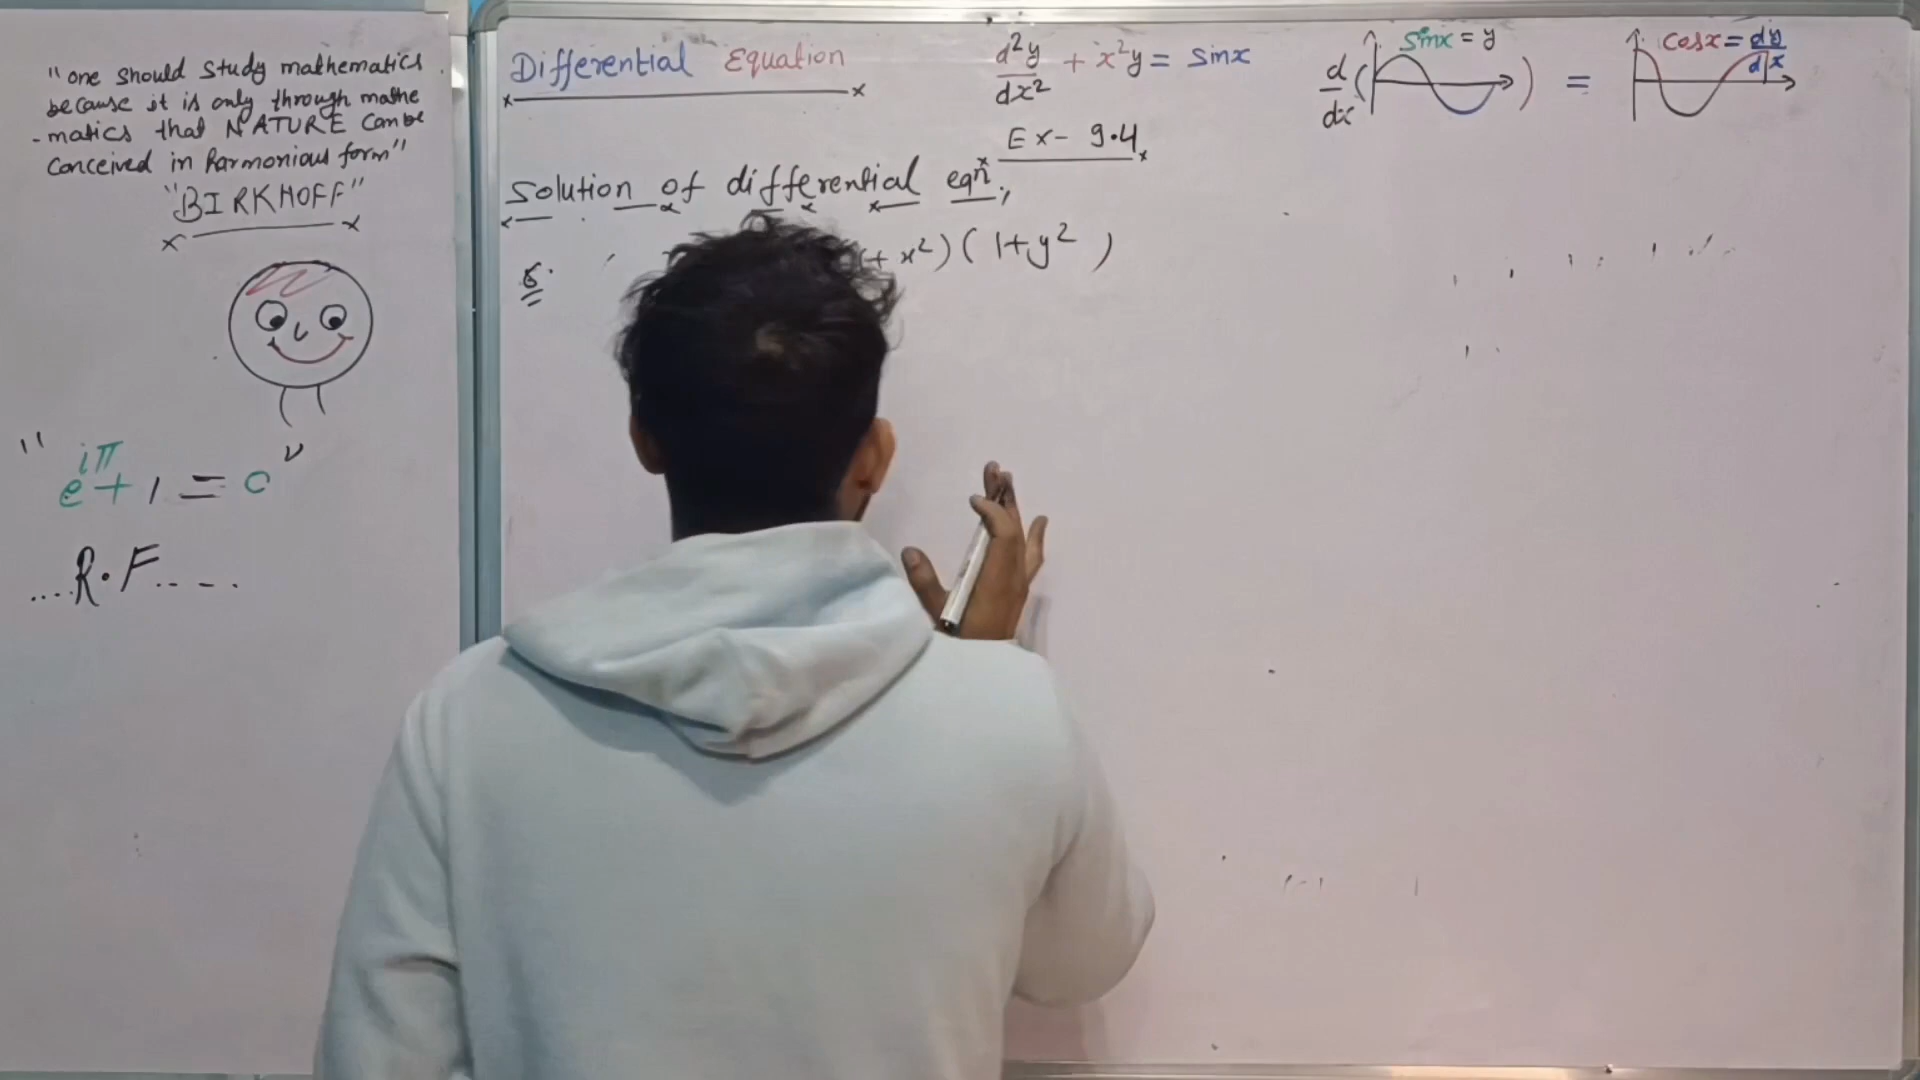 "one should study mathematics
because it is only through mathe
-matics that NATURE can be
conceived in harmonious form"
"BIRKHOFF"
" e^iπ + 1 = 0 "
....R.F.....
Differential Equation
d²y/dx² + x²y = sinx
d/dx ( sinx = y ) = cosx = dy/dx
Ex- 9.4
Solution of differential eqn;
6.
+ x²) ( 1+y² )